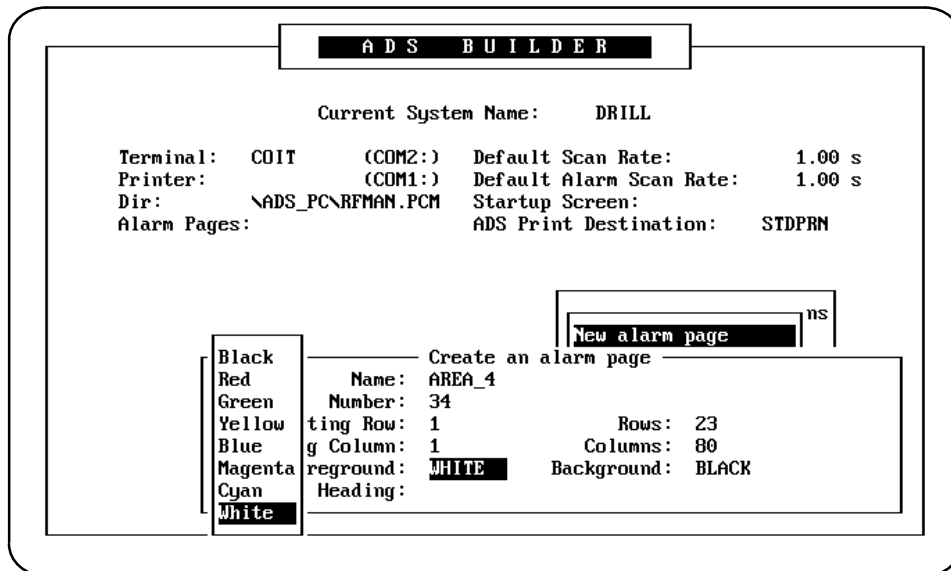 ADS BUILDER
Current System Name: DRILL
Terminal: COIT (COM2:) Default Scan Rate: 1.00 s
Printer: (COM1:) Default Alarm Scan Rate: 1.00 s
Dir: \ADS_PC\RFMAN.PCM Startup Screen:
Alarm Pages: ADS Print Destination: STDPRN
ns
New alarm page
Black Create an alarm page
Red Name: AREA_4
Green Number: 34
Yellow ting Row: 1 Rows: 23
Blue g Column: 1 Columns: 80
Magenta reground: WHITE Background: BLACK
Cyan Heading:
White